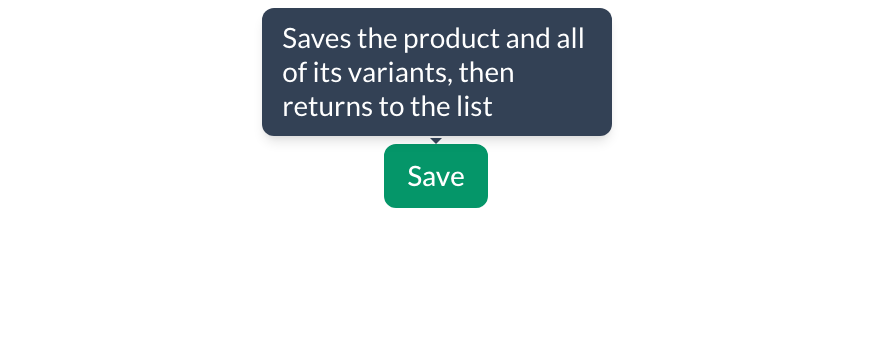 Saves the product and all
of its variants, then
returns to the list
Save